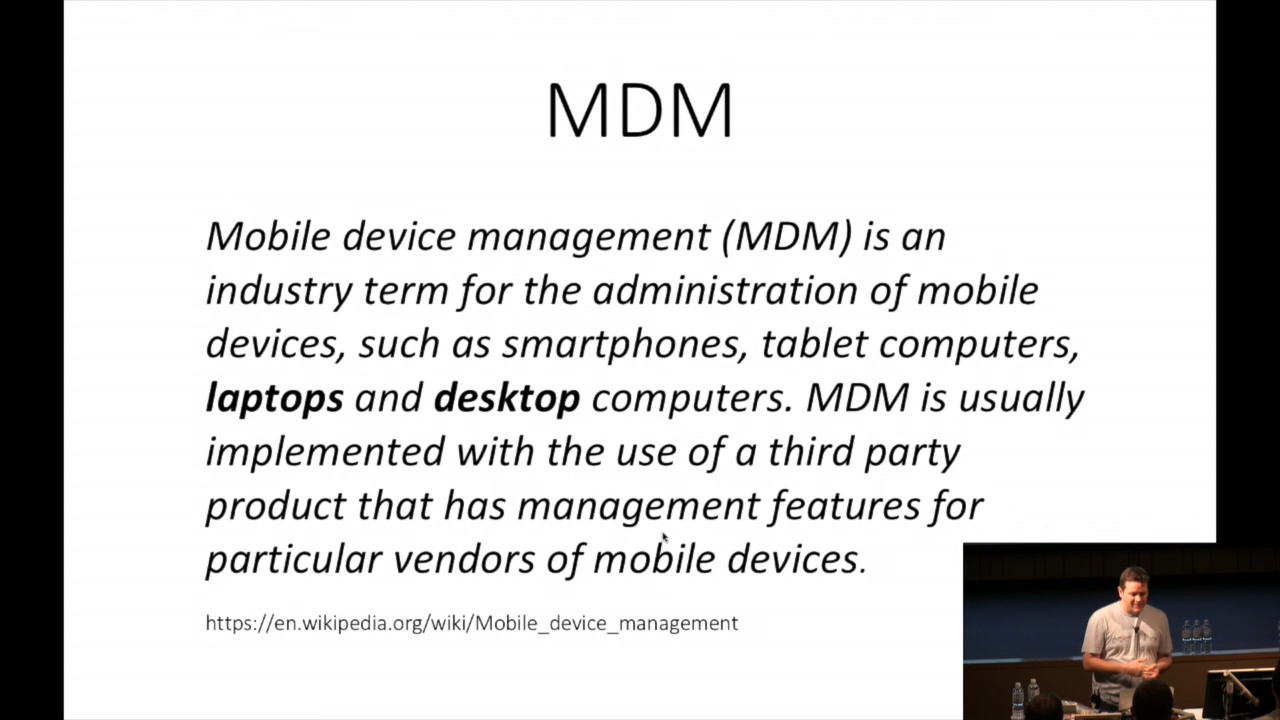 MDM
Mobile device management (MDM) is an
industry term for the administration of mobile
devices, such as smartphones, tablet computers,
laptops and desktop computers. MDM is usually
implemented with the use of a third party
product that has management features for
particular vendors of mobile devices.
https://en.wikipedia.org/wiki/Mobile_device_management